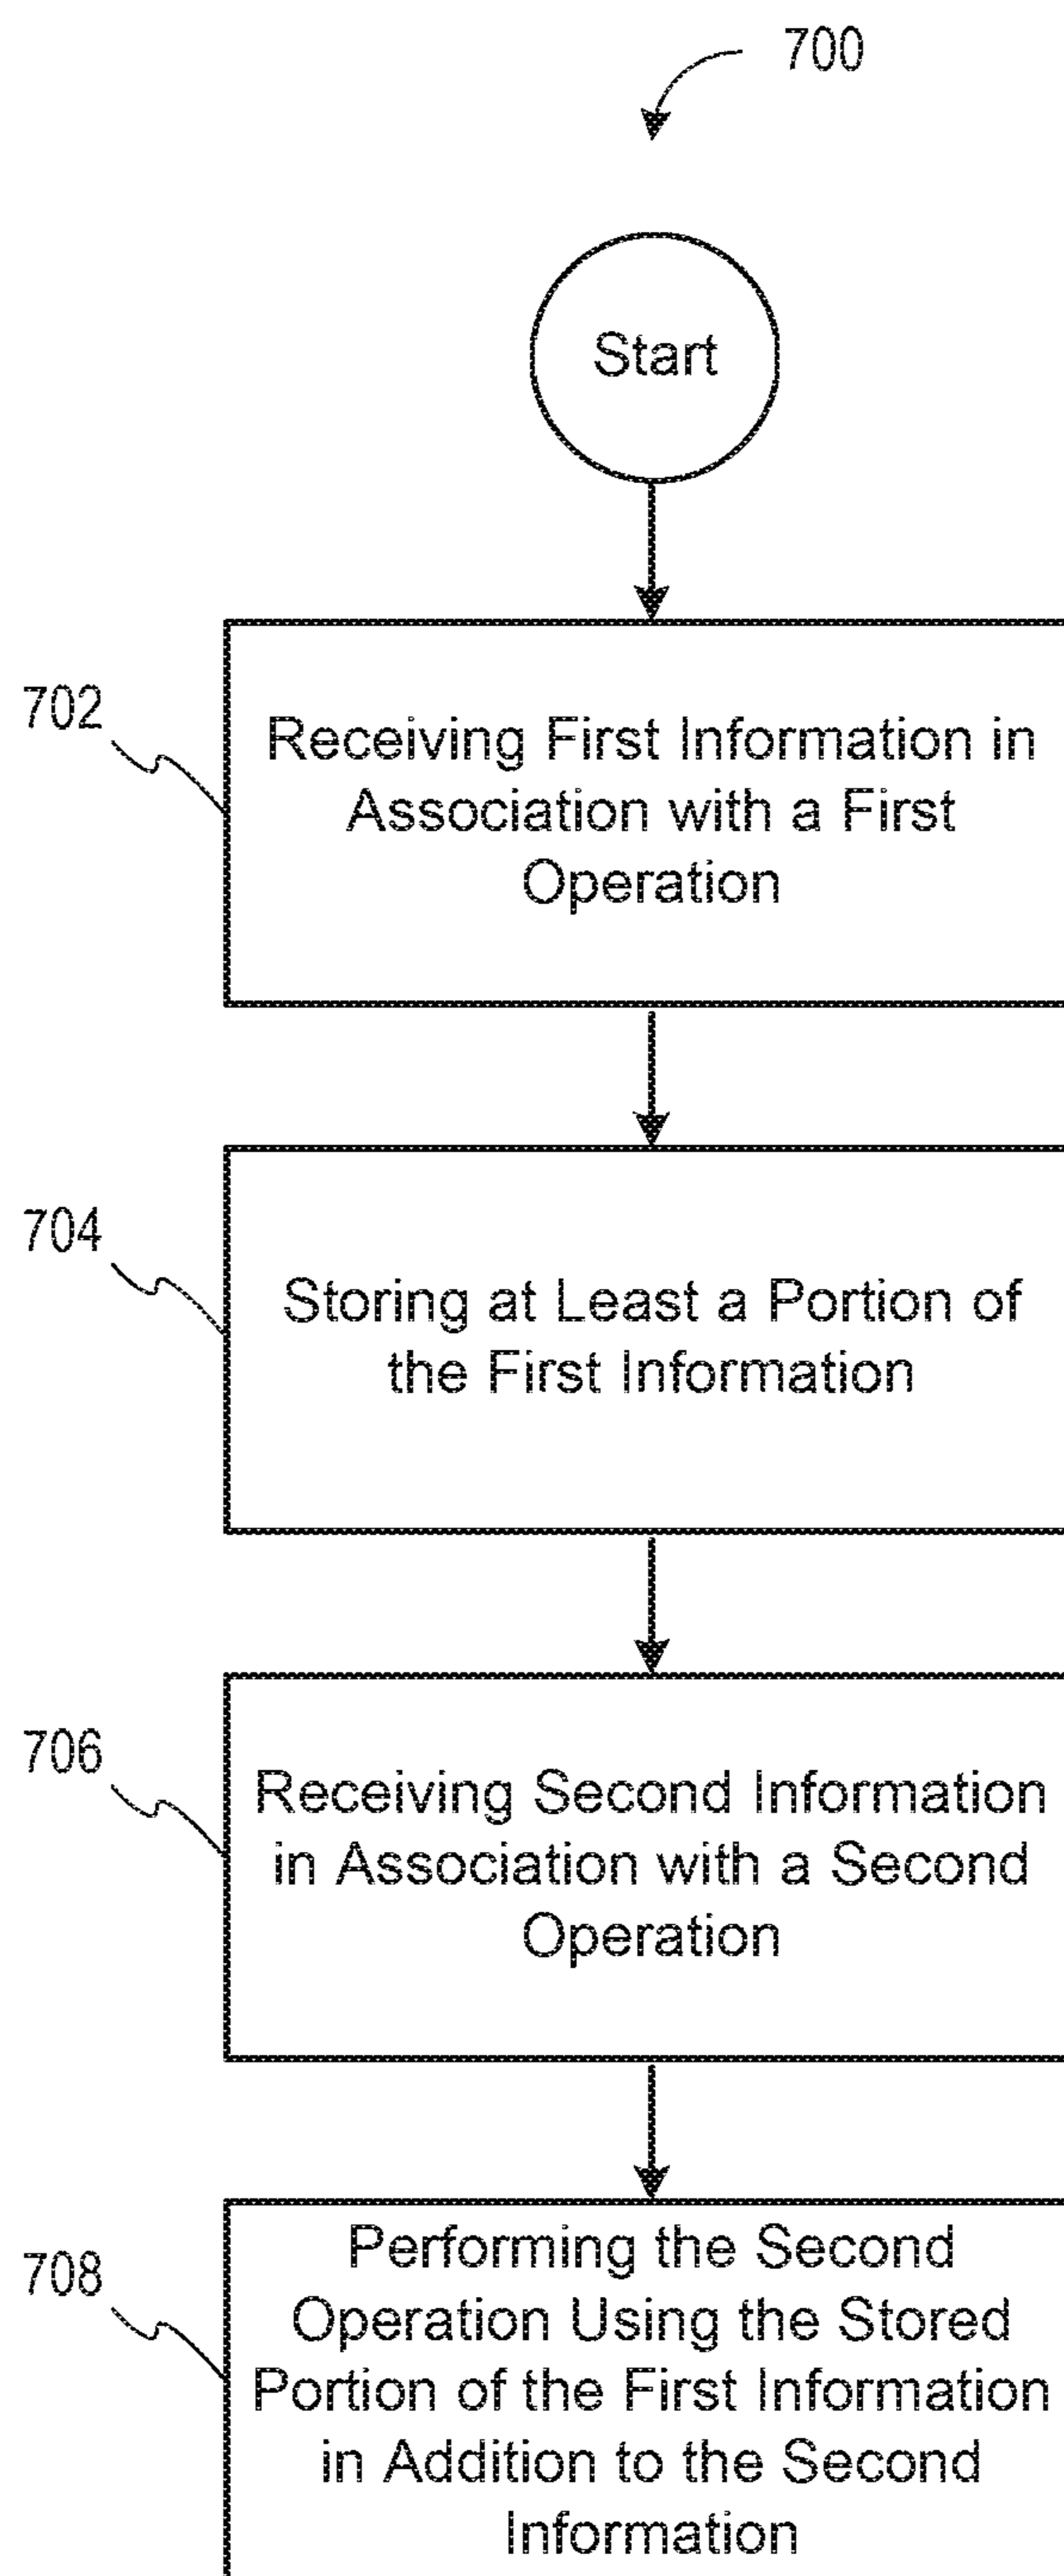 700
Start
702
Receiving First Information in
Association with a First
Operation
704
Storing at Least a Portion of
the First Information
706
Receiving Second Information
in Association with a Second
Operation
708
Performing the Second
Operation Using the Stored
Portion of the First Information
in Addition to the Second
Information